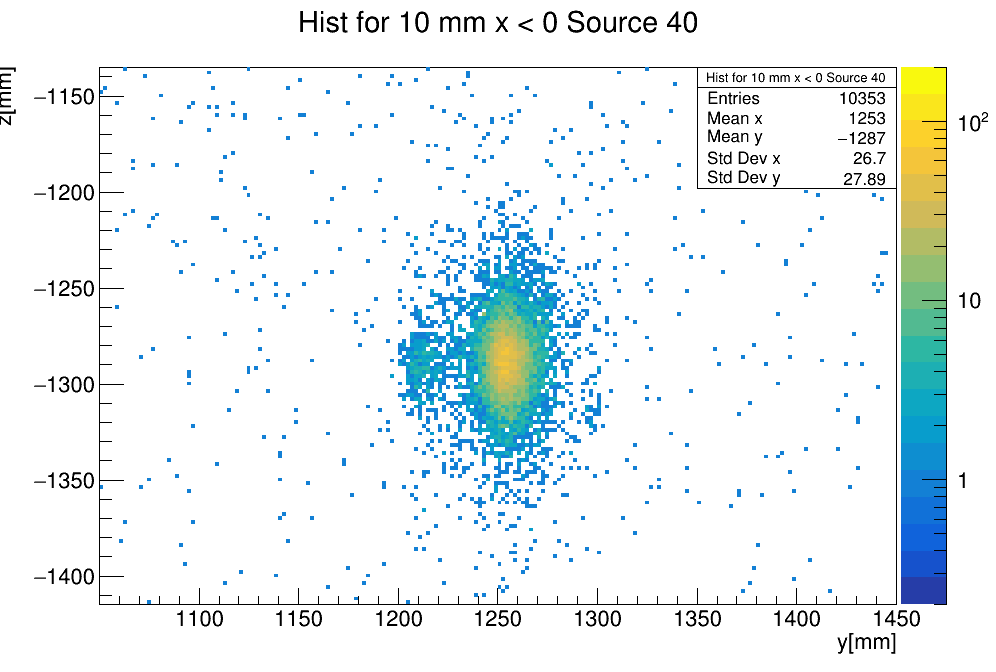 Hist for 10 mm x < 0 Source 40
z[mm]
−1150
−1200
−1250
−1300
−1350
−1400
Hist for 10 mm x < 0 Source 40
Entries 10353
Mean x 1253
Mean y −1287
Std Dev x 26.7
Std Dev y 27.89
10²
10
1
1100 1150 1200 1250 1300 1350 1400 1450
y[mm]